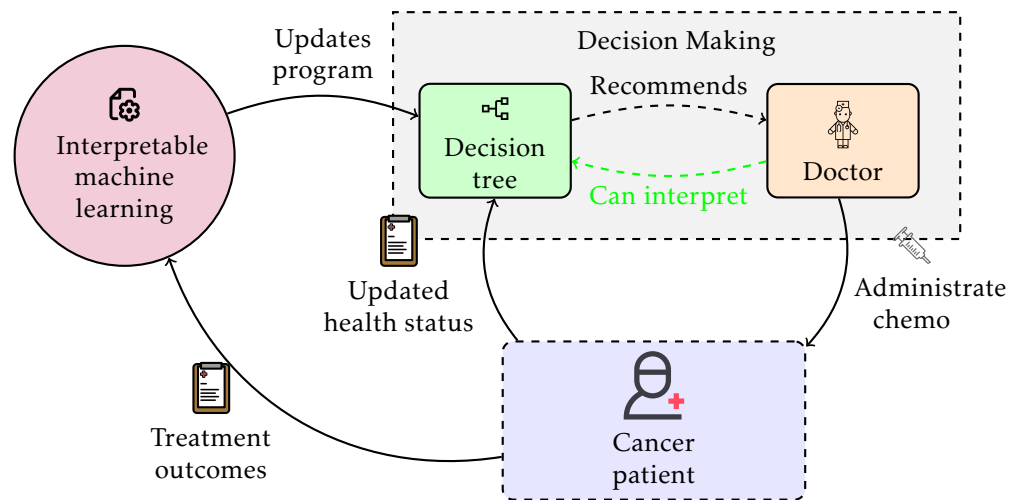 Updates
program
Decision Making
Recommends
Interpretable
machine
learning
Decision
tree
Doctor
Can interpret
Updated
health status
Administrate
chemo
Treatment
outcomes
Cancer
patient